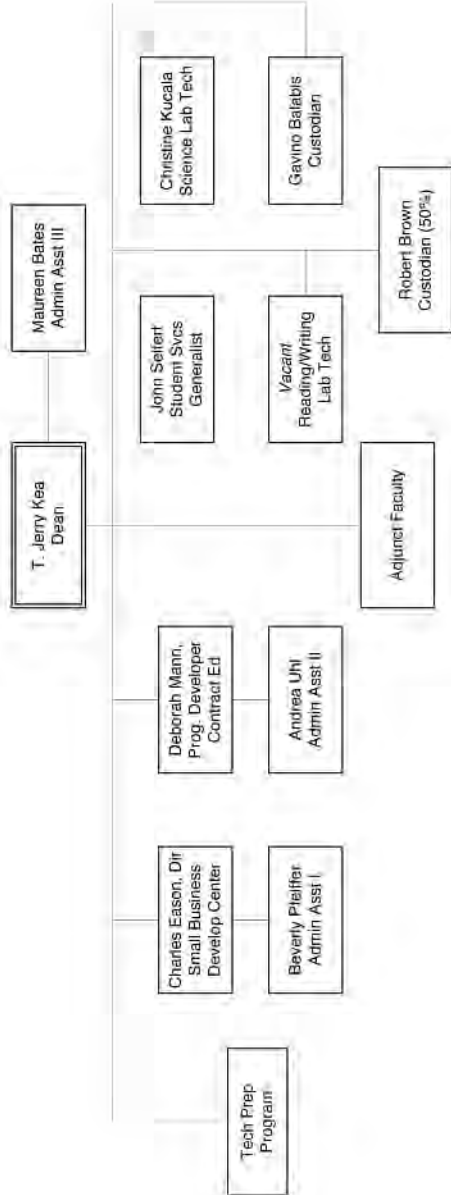 T. Jerry Kea
Dean
Maureen Bates
Admin Asst III
Tech Prep
Program
Charles Eason, Dir
Small Business
Develop Center
Beverly Pfeiffer
Admin Asst I
Deborah Mann,
Prog. Developer
Contract Ed
Andrea Uhl
Admin Asst II
Adjunct Faculty
John Seifert
Student Svcs
Generalist
Vacant
Reading/Writing
Lab Tech
Robert Brown
Custodian (50%)
Christine Kucala
Science Lab Tech
Gavino Balabis
Custodian